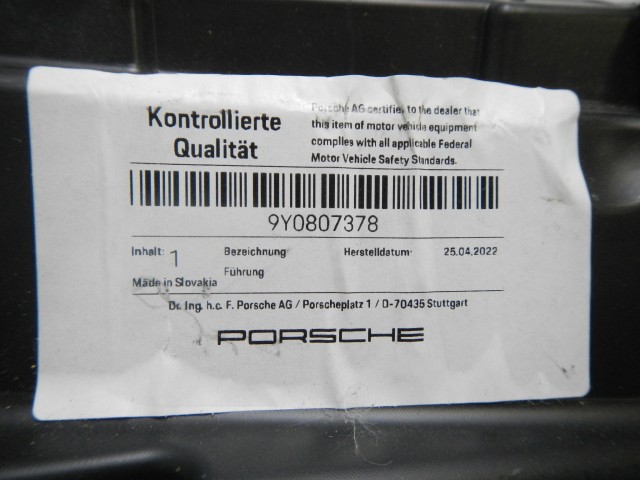 Kontrollierte
Qualität
Porsche AG certifies to the dealer that
this item of motor vehicle equipment
complies with all applicable Federal
Motor Vehicle Safety Standards.
9Y0807378
Inhalt: 1 Bezeichnung Herstelldatum: 25.04.2022
Führung
Made in Slovakia
Dr. Ing. h.c. F. Porsche AG / Porscheplatz 1 / D-70435 Stuttgart
PORSCHE